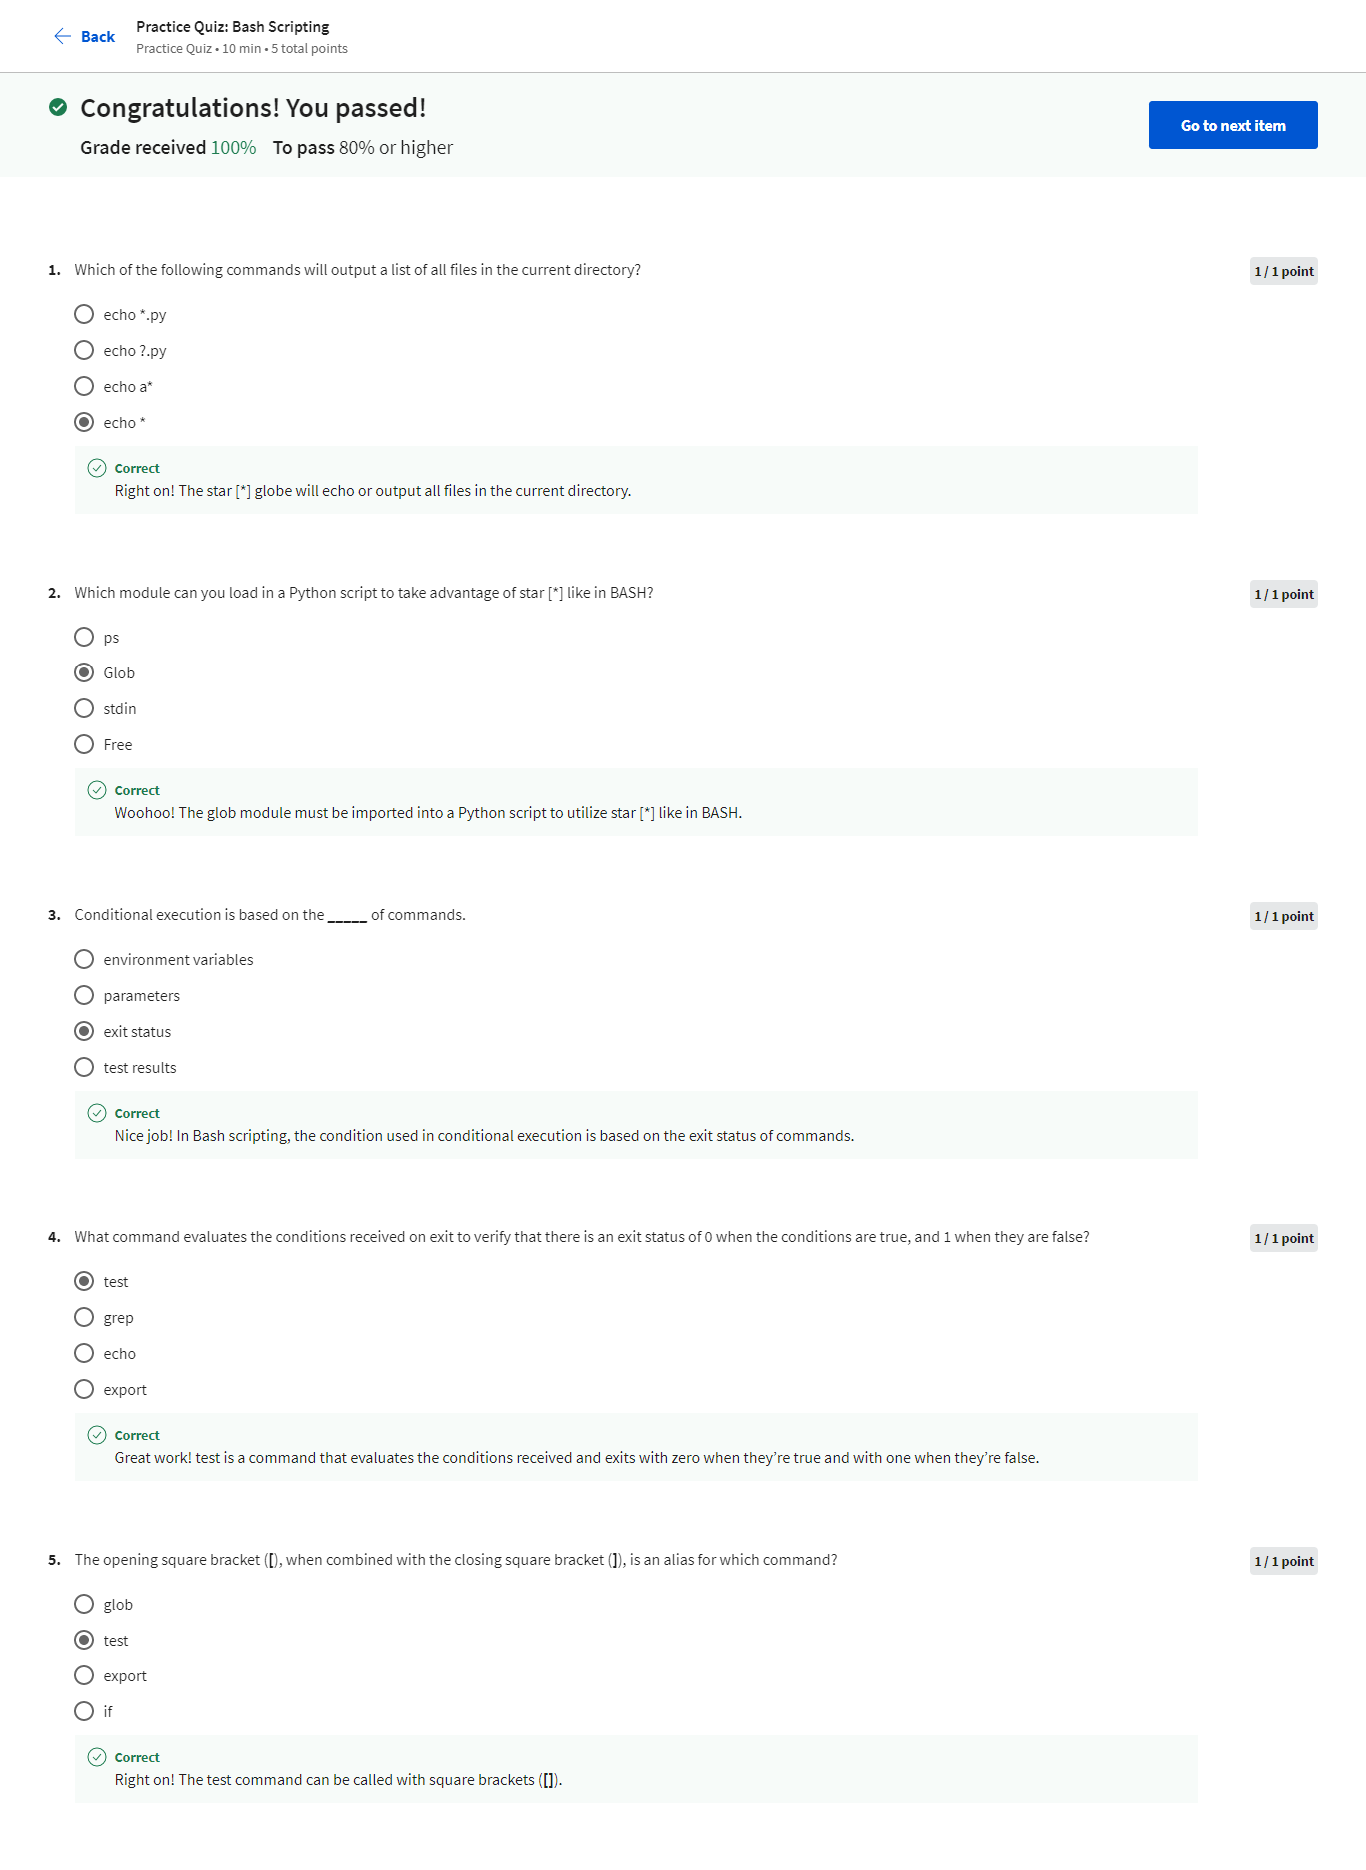 Back
Practice Quiz: Bash Scripting
Practice Quiz • 10 min • 5 total points
Congratulations! You passed!
Grade received 100% To pass 80% or higher
Go to next item
1. Which of the following commands will output a list of all files in the current directory?
1 / 1 point
echo *.py
echo ?.py
echo a*
echo *
Correct
Right on! The star [*] globe will echo or output all files in the current directory.
2. Which module can you load in a Python script to take advantage of star [*] like in BASH?
1 / 1 point
ps
Glob
stdin
Free
Correct
Woohoo! The glob module must be imported into a Python script to utilize star [*] like in BASH.
3. Conditional execution is based on the _____ of commands.
1 / 1 point
environment variables
parameters
exit status
test results
Correct
Nice job! In Bash scripting, the condition used in conditional execution is based on the exit status of commands.
4. What command evaluates the conditions received on exit to verify that there is an exit status of 0 when the conditions are true, and 1 when they are false?
1 / 1 point
test
grep
echo
export
Correct
Great work! test is a command that evaluates the conditions received and exits with zero when they’re true and with one when they’re false.
5. The opening square bracket ([), when combined with the closing square bracket (]), is an alias for which command?
1 / 1 point
glob
test
export
if
Correct
Right on! The test command can be called with square brackets ([]).